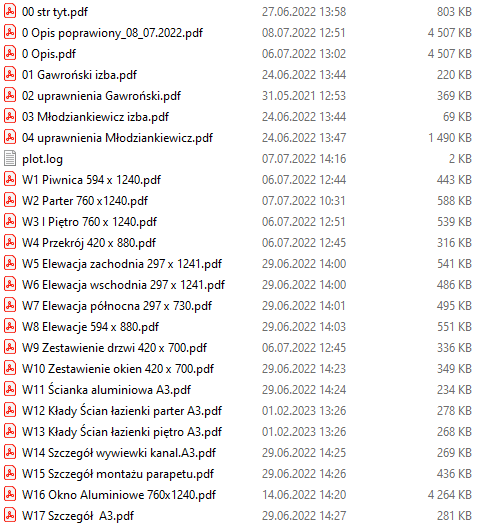 00 str tyt.pdf 27.06.2022 13:58 803 KB
0 Opis poprawiony_08_07.2022.pdf 08.07.2022 12:51 4 507 KB
0 Opis.pdf 06.07.2022 13:02 4 507 KB
01 Gawroński izba.pdf 24.06.2022 13:44 220 KB
02 uprawnienia Gawroński.pdf 31.05.2021 12:53 369 KB
03 Młodziankiewicz izba.pdf 24.06.2022 13:44 69 KB
04 uprawnienia Młodziankiewicz.pdf 24.06.2022 13:47 1 490 KB
plot.log 07.07.2022 14:16 2 KB
W1 Piwnica 594 x 1240.pdf 06.07.2022 12:44 443 KB
W2 Parter 760 x1240.pdf 07.07.2022 10:31 588 KB
W3 I Piętro 760 x 1240.pdf 06.07.2022 12:51 539 KB
W4 Przekrój 420 x 880.pdf 06.07.2022 12:45 316 KB
W5 Elewacja zachodnia 297 x 1241.pdf 29.06.2022 14:00 541 KB
W6 Elewacja wschodnia 297 x 1241.pdf 29.06.2022 14:00 486 KB
W7 Elewacja północna 297 x 730.pdf 29.06.2022 14:01 495 KB
W8 Elewacje 594 x 880.pdf 29.06.2022 14:03 551 KB
W9 Zestawienie drzwi 420 x 700.pdf 06.07.2022 12:45 336 KB
W10 Zestawienie okien 420 x 700.pdf 29.06.2022 14:23 349 KB
W11 Ścianka aluminiowa A3.pdf 29.06.2022 14:24 234 KB
W12 Kłady Ścian łazienki parter A3.pdf 01.02.2023 13:26 278 KB
W13 Kłady Ścian łazienki piętro A3.pdf 01.02.2023 13:26 268 KB
W14 Szczegół wywiewki kanal.A3.pdf 29.06.2022 14:25 269 KB
W15 Szczegół montażu parapetu.pdf 29.06.2022 14:26 436 KB
W16 Okno Aluminiowe 760x1240.pdf 14.06.2022 14:20 4 264 KB
W17 Szczegół A3.pdf 29.06.2022 14:27 281 KB